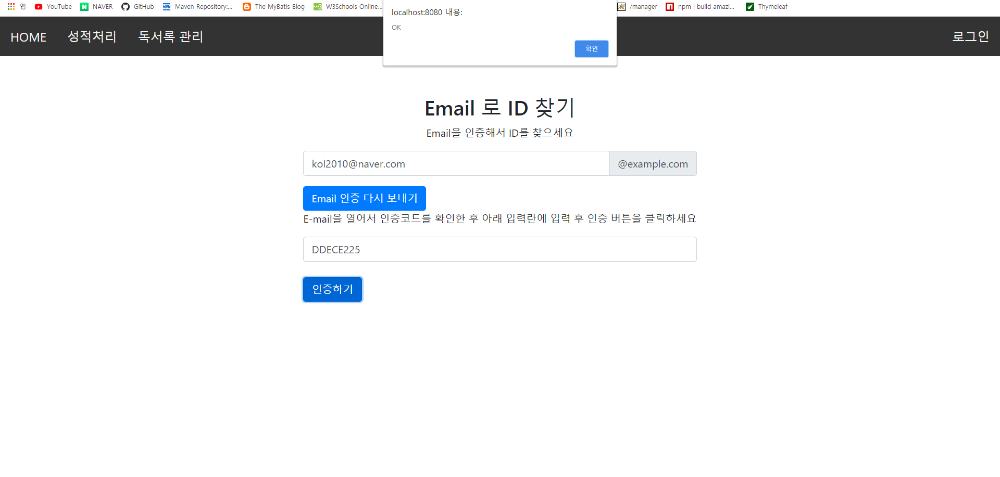 앱 YouTube NAVER GitHub Maven Repository:... The MyBatis Blog W3Schools Online... /manager npm | build amazi... Thymeleaf
localhost:8080 내용:
OK
확인
HOME 성적처리 독서록 관리 로그인
Email 로 ID 찾기
Email을 인증해서 ID를 찾으세요
kol2010@naver.com @example.com
Email 인증 다시 보내기
E-mail을 열어서 인증코드를 확인한 후 아래 입력란에 입력 후 인증 버튼을 클릭하세요
DDECE225
인증하기